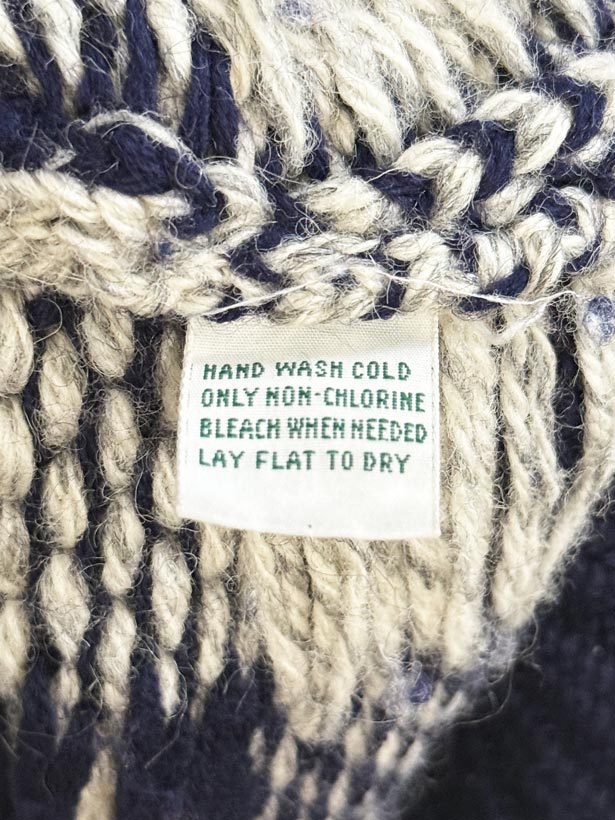 HAND WASH COLD
ONLY NON-CHLORINE
BLEACH WHEN NEEDED
LAY FLAT TO DRY